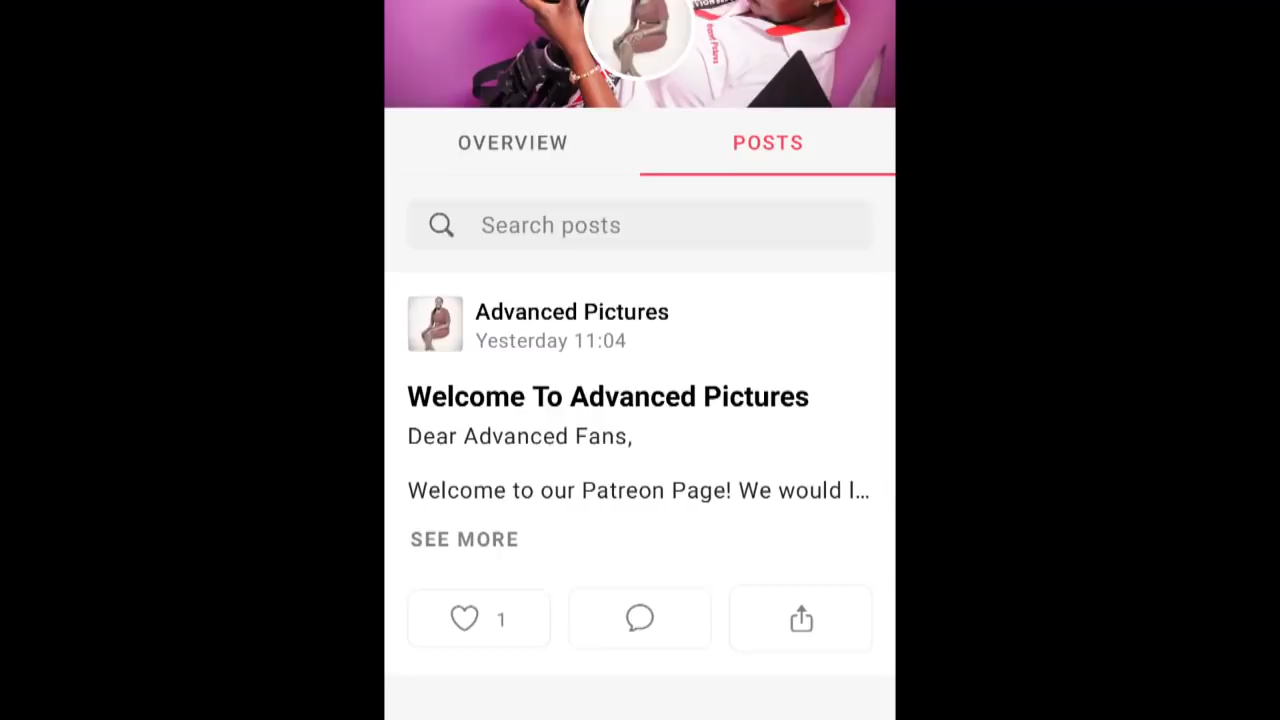 OVERVIEW
POSTS
Search posts
Advanced Pictures
Yesterday 11:04
Welcome To Advanced Pictures
Dear Advanced Fans,
Welcome to our Patreon Page! We would l…
SEE MORE
1